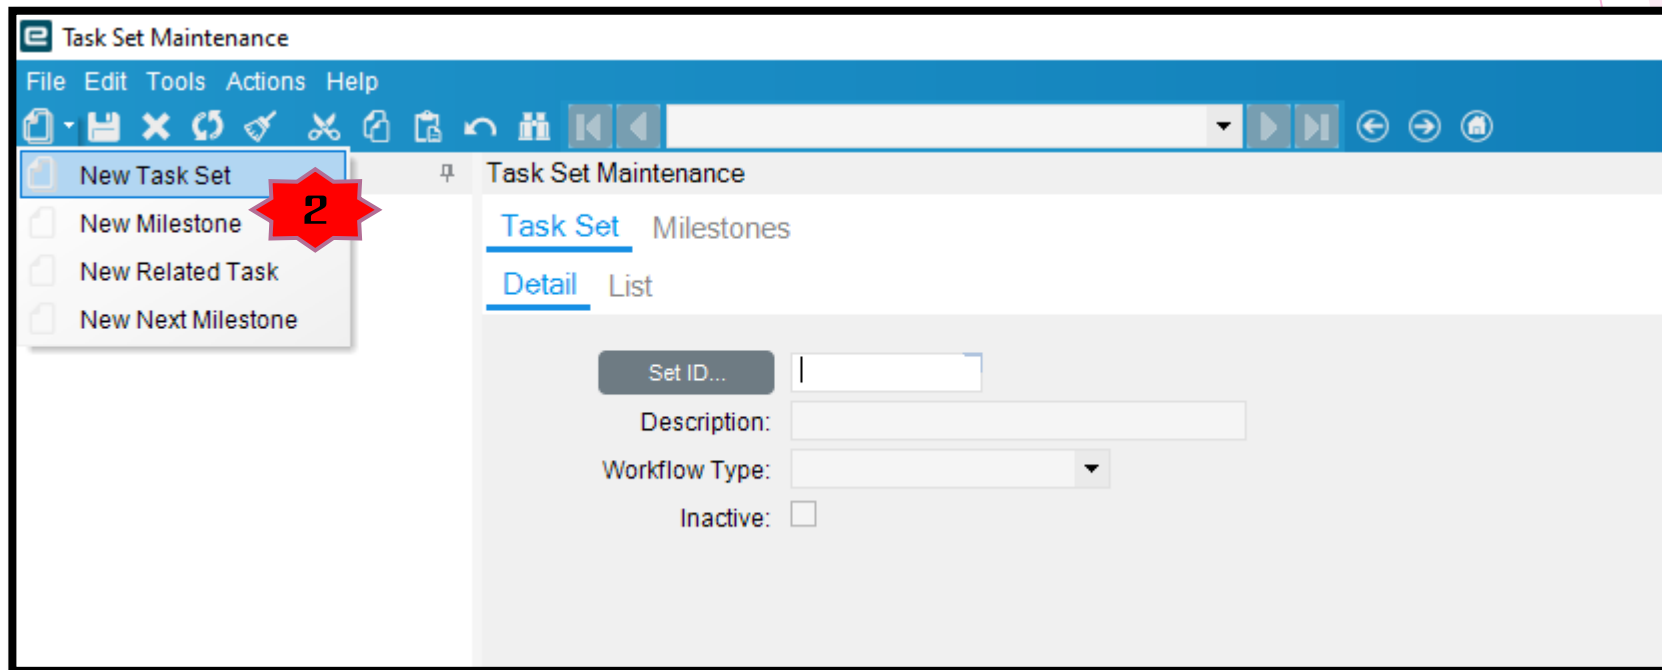 Task Set Maintenance
File Edit Tools Actions Help
New Task Set
2
New Milestone
New Related Task
New Next Milestone
Task Set Maintenance
Task Set Milestones
Detail List
Set ID...
Description:
Workflow Type:
Inactive: